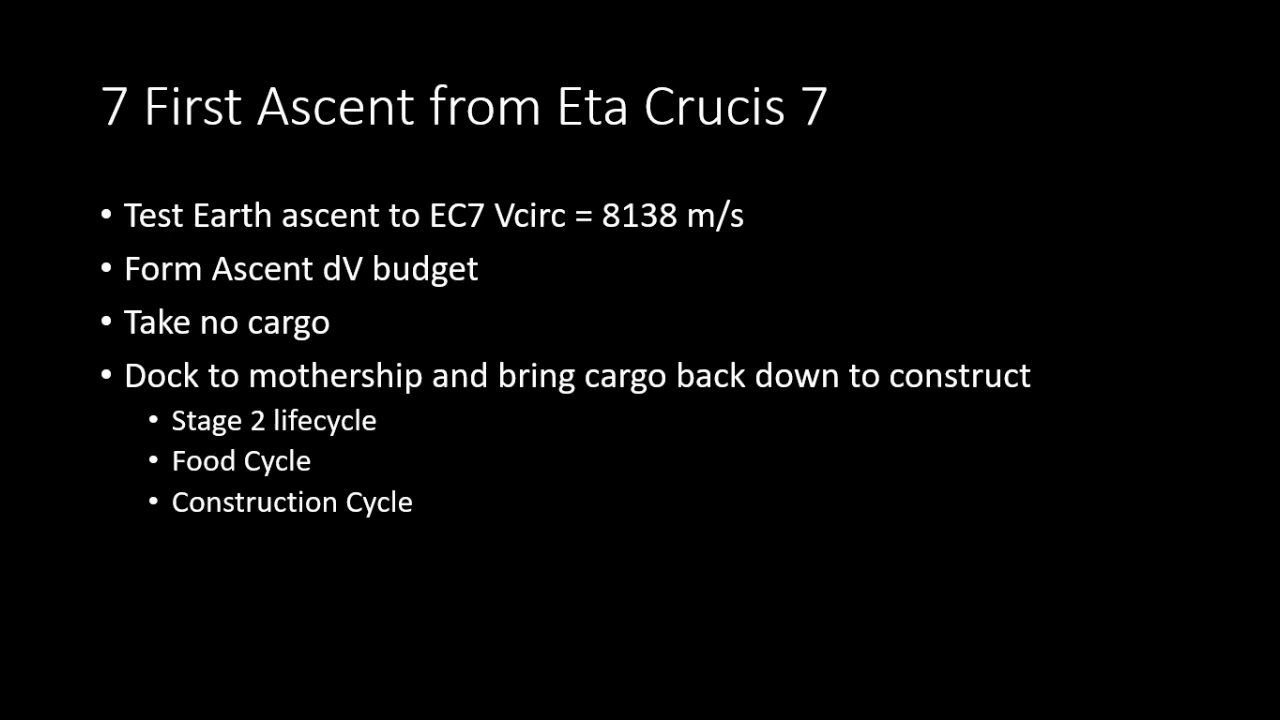 7 First Ascent from Eta Crucis 7
• Test Earth ascent to EC7 Vcirc = 8138 m/s
• Form Ascent dV budget
• Take no cargo
• Dock to mothership and bring cargo back down to construct
• Stage 2 lifecycle
• Food Cycle
• Construction Cycle